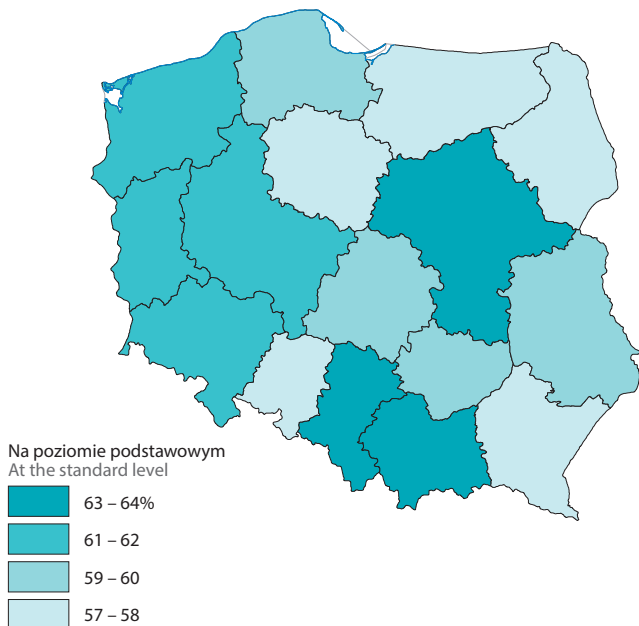 Na poziomie podstawowym
At the standard level
63 – 64%
61 – 62
59 – 60
57 – 58